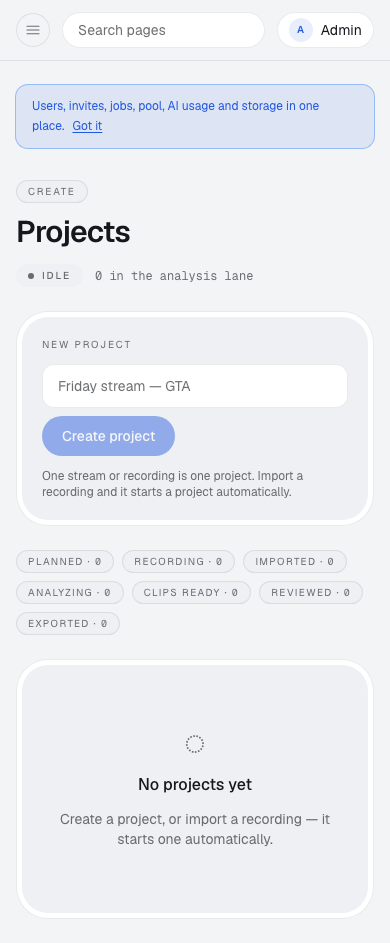 Search pages
A
Admin
Users, invites, jobs, pool, AI usage and storage in one
place. Got it
CREATE
Projects
IDLE
0 in the analysis lane
NEW PROJECT
Friday stream — GTA
Create project
One stream or recording is one project. Import a
recording and it starts a project automatically.
PLANNED · 0
RECORDING · 0
IMPORTED · 0
ANALYZING · 0
CLIPS READY · 0
REVIEWED · 0
EXPORTED · 0
No projects yet
Create a project, or import a recording — it
starts one automatically.